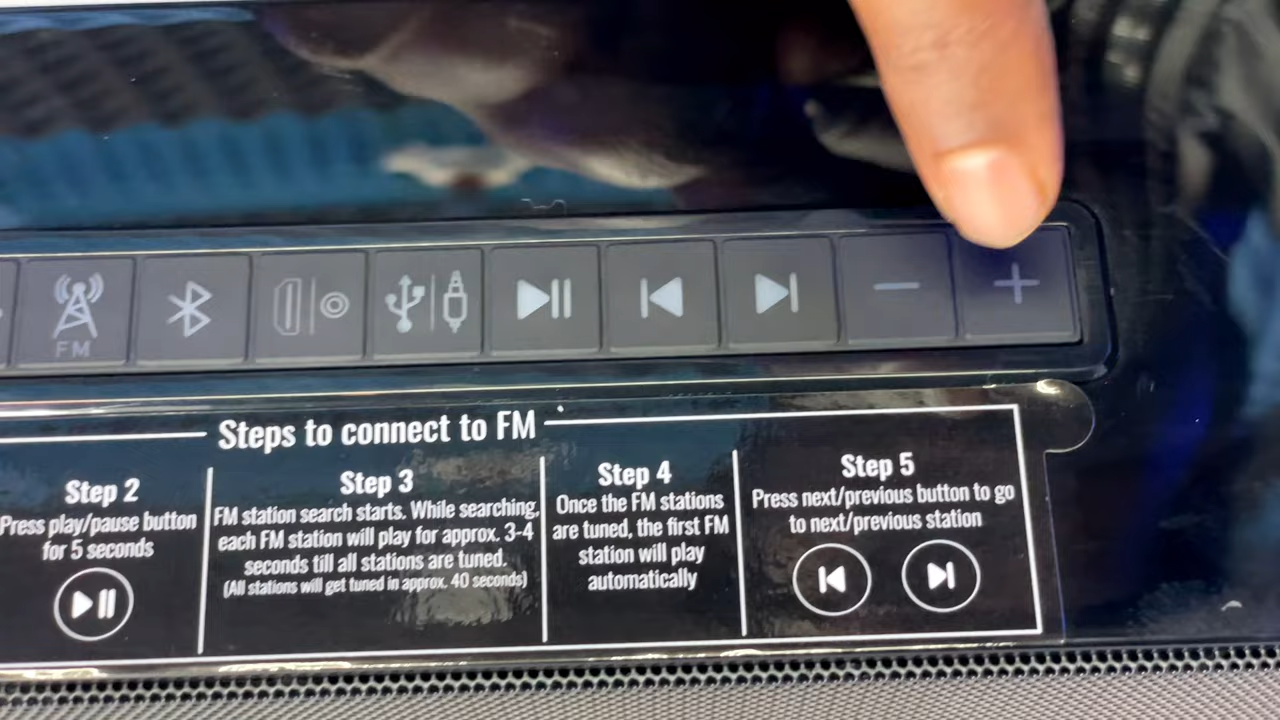 FM
Steps to connect to FM
Step 2
Press play/pause button
for 5 seconds
Step 3
FM station search starts. While searching,
each FM station will play for approx. 3-4
seconds till all stations are tuned.
(All stations will get tuned in approx. 40 seconds)
Step 4
Once the FM stations
are tuned, the first FM
station will play
automatically
Step 5
Press next/previous button to go
to next/previous station